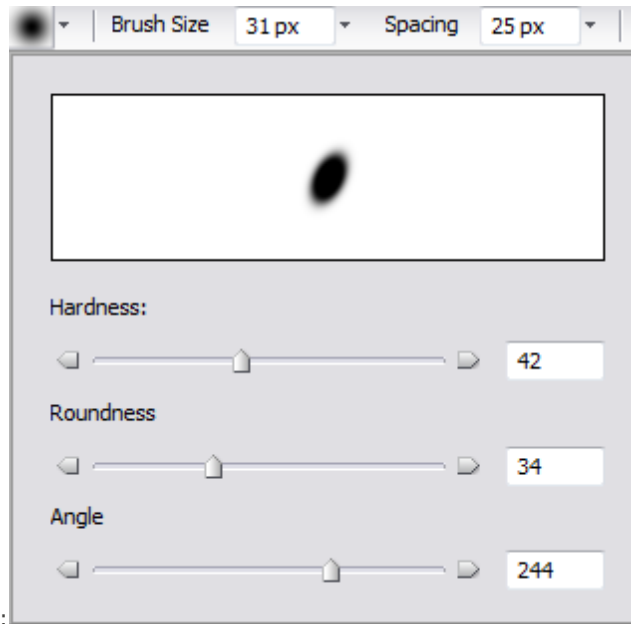 Brush Size 31 px Spacing 25 px
Hardness:
42
Roundness
34
Angle
244
: